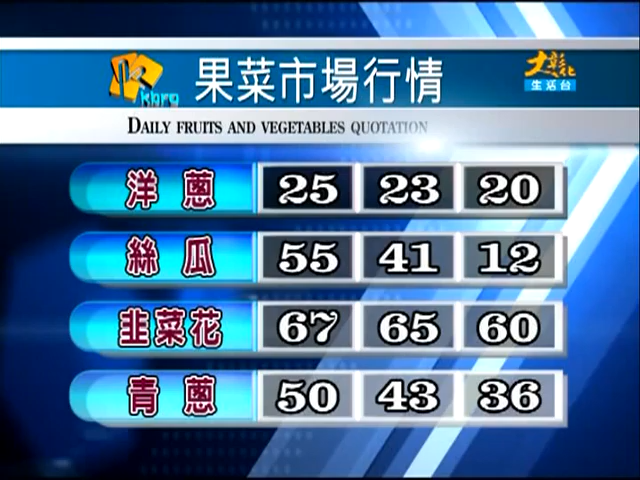 kbro 果菜市場行情 大彰化
生活台
DAILY FRUITS AND VEGETABLES QUOTATION
洋蔥 25 23 20
絲瓜 55 41 12
韭菜花 67 65 60
青蔥 50 43 36